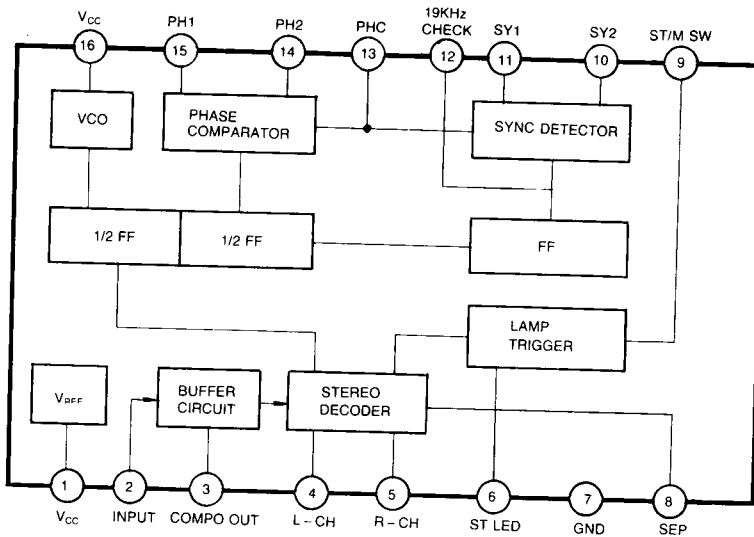 VCC PH1 PH2 PHC 19KHz CHECK SY1 SY2 ST/M SW
16 15 14 13 12 11 10 9
VCO
PHASE
COMPARATOR
SYNC DETECTOR
1/2 FF 1/2 FF FF
LAMP
TRIGGER
VREF
BUFFER
CIRCUIT
STEREO
DECODER
1 2 3 4 5 6 7 8
VCC INPUT COMPO OUT L-CH R-CH ST LED GND SEP